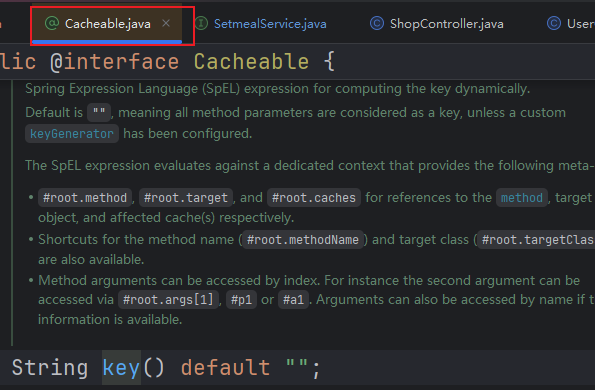 Cacheable.java SetmealService.java ShopController.java User
lic @interface Cacheable {
Spring Expression Language (SpEL) expression for computing the key dynamically.
Default is "", meaning all method parameters are considered as a key, unless a custom
keyGenerator has been configured.
The SpEL expression evaluates against a dedicated context that provides the following meta-
• #root.method, #root.target, and #root.caches for references to the method, target
object, and affected cache(s) respectively.
• Shortcuts for the method name (#root.methodName) and target class (#root.targetClas
are also available.
• Method arguments can be accessed by index. For instance the second argument can be
accessed via #root.args[1], #p1 or #a1. Arguments can also be accessed by name if t
information is available.
String key() default "";